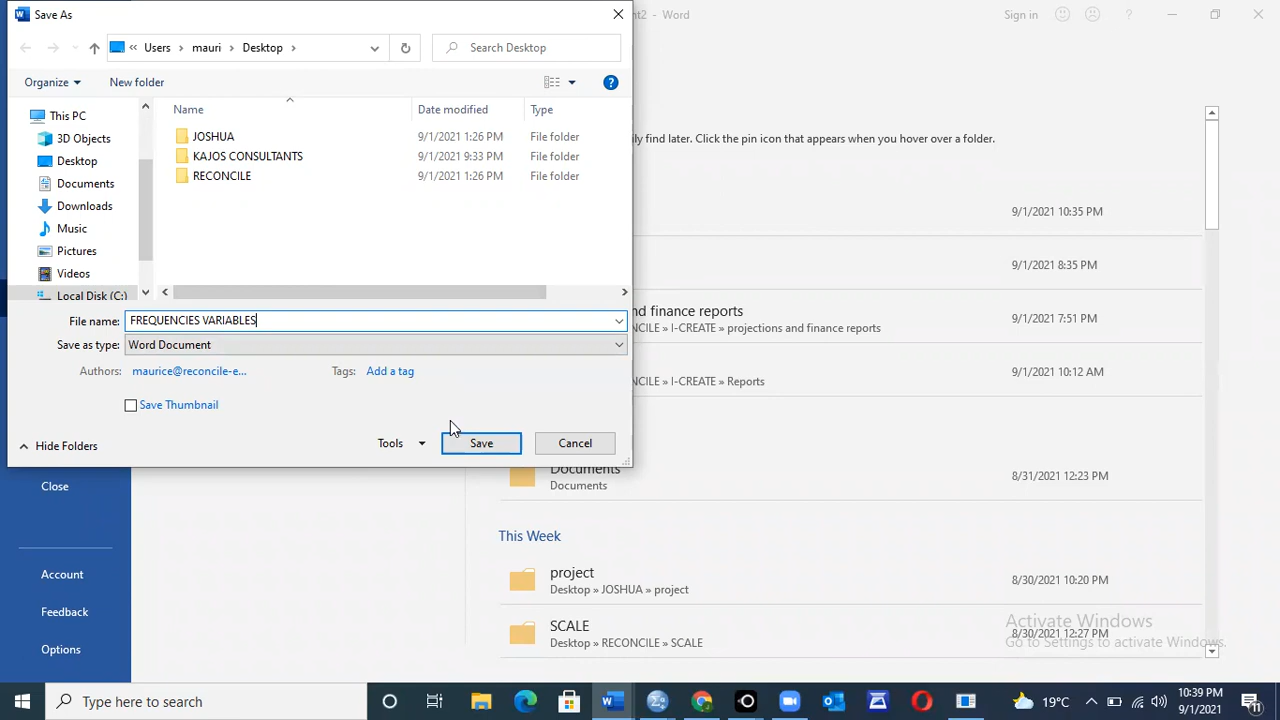 Save As
nt2 - Word
Sign in
?
« Users > mauri > Desktop >
Search Desktop
Organize
New folder
?
This PC
3D Objects
Desktop
Documents
Downloads
Music
Pictures
Videos
Local Disk (C:)
Name
Date modified
Type
JOSHUA 9/1/2021 1:26 PM File folder
KAJOS CONSULTANTS 9/1/2021 9:33 PM File folder
RECONCILE 9/1/2021 1:26 PM File folder
File name: FREQUENCIES VARIABLES
Save as type: Word Document
Authors: maurice@reconcile-e...
Tags: Add a tag
Save Thumbnail
Hide Folders
Tools
Save
Cancel
ily find later. Click the pin icon that appears when you hover over a folder.
9/1/2021 10:35 PM
9/1/2021 8:35 PM
nd finance reports
NCILE » I-CREATE » projections and finance reports
9/1/2021 7:51 PM
NCILE » I-CREATE » Reports
9/1/2021 10:12 AM
Documents
Documents
8/31/2021 12:23 PM
This Week
project
Desktop » JOSHUA » project
8/30/2021 10:20 PM
SCALE
Desktop » RECONCILE » SCALE
8/30/2021 12:27 PM
Close
Account
Feedback
Options
Activate Windows
Go to Settings to activate Windows.
Type here to search
19°C
10:39 PM
9/1/2021
11